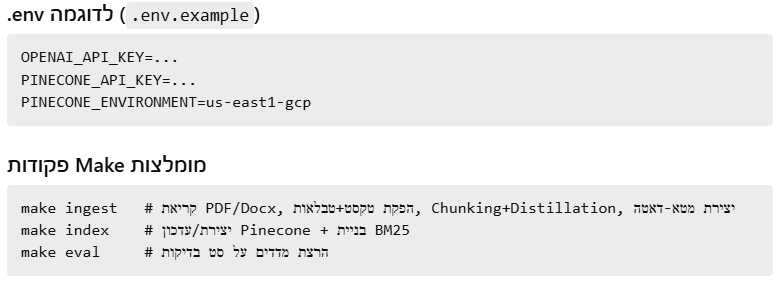 .env לדוגמה (.env.example)
OPENAI_API_KEY=...
PINECONE_API_KEY=...
PINECONE_ENVIRONMENT=us-east1-gcp
פקודות Make מומלצות
make ingest   # קריאת PDF/Docx, הפקת טקסט+טבלאות, Chunking+Distillation, יצירת מטא-דאטה
make index    # יצירת/עדכון Pinecone + בניית BM25
make eval     # הרצת מדדים על סט בדיקות